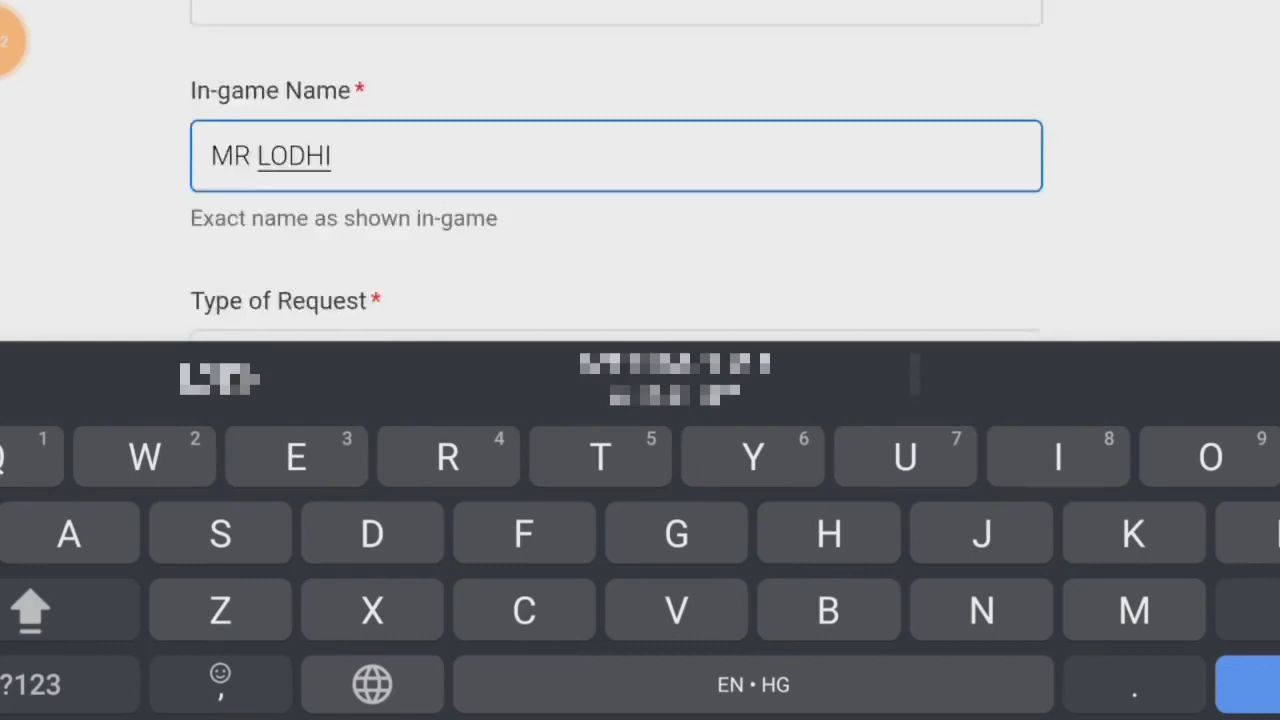 2
In-game Name*
MR LODHI
Exact name as shown in-game
Type of Request*
1 2 3 4 5 6 7 8 9
Q W E R T Y U I O
A S D F G H J K
Z X C V B N M
?123 , EN • HG .